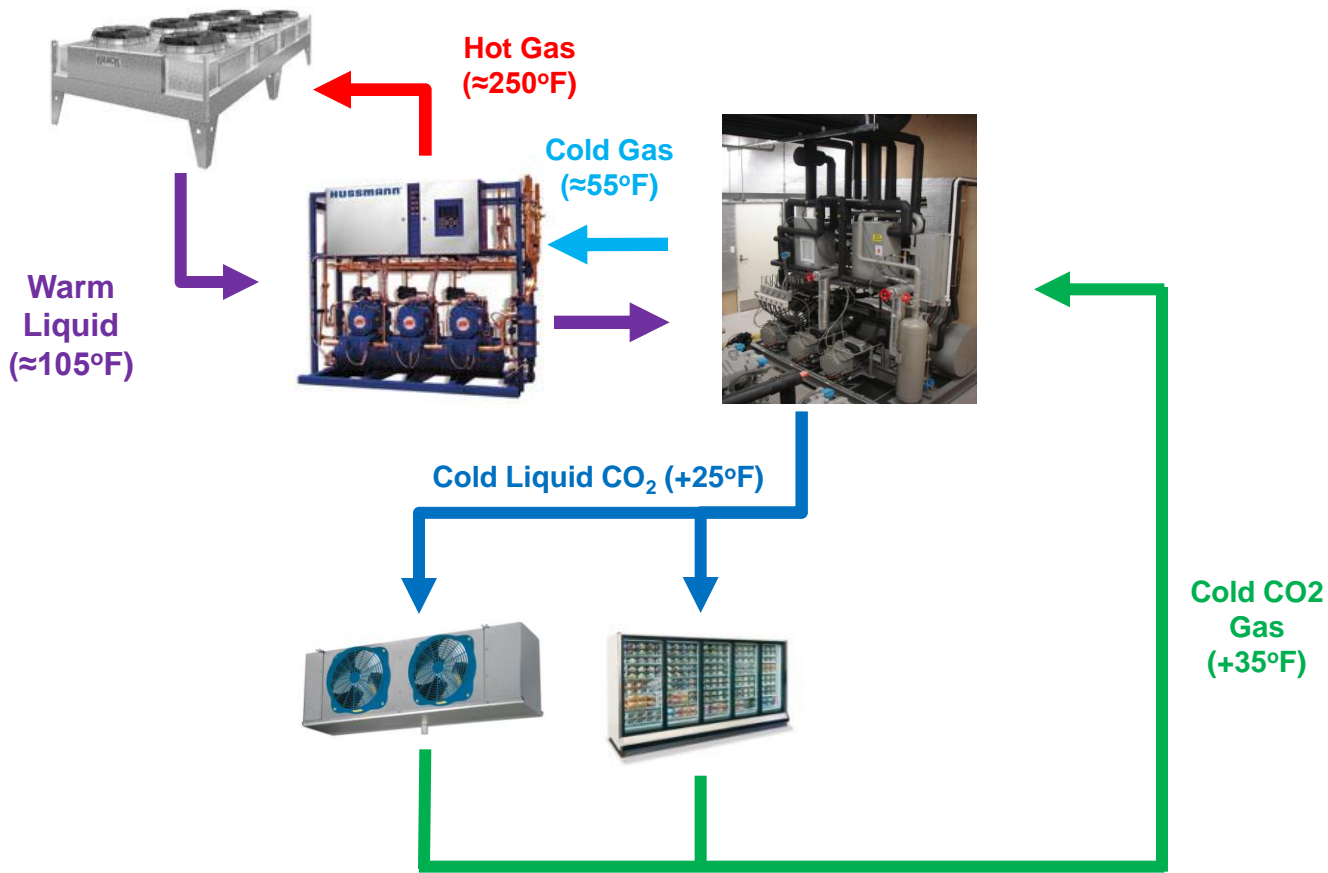 Hot Gas
(≈250ºF)
Cold Gas
(≈55ºF)
HUSSMANN
Warm
Liquid
(≈105ºF)
Cold Liquid CO₂ (+25ºF)
Cold CO2
Gas
(+35ºF)